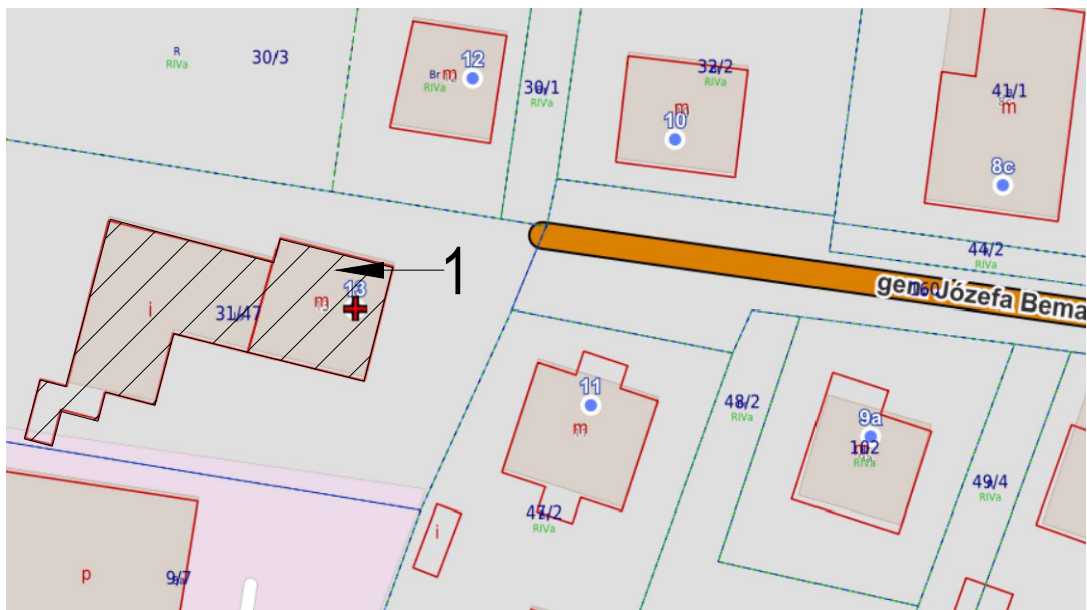 R
RIVa
30/3
Br
m
RIVa
12
30/1
RIVa
32/2
RIVa
m
10
41/1
m
8c
44/2
RIVa
gen. Józefa Bema
1
13
m
i
31/47
11
m
48/2
RIVa
9a
102
RIVa
49/4
RIVa
47/2
RIVa
i
p
9/7